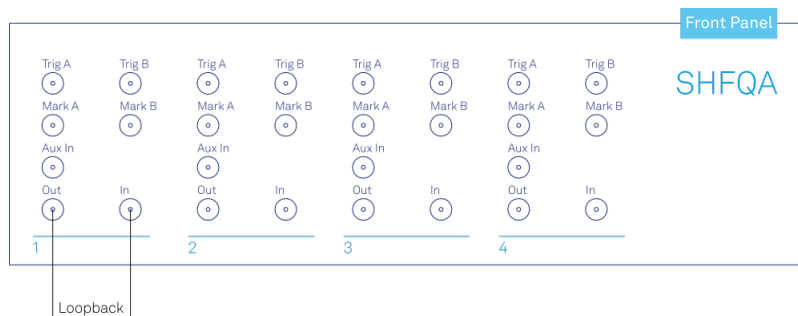 Front Panel
SHFQA
Trig A Trig B Trig A Trig B Trig A Trig B Trig A Trig B
Mark A Mark B Mark A Mark B Mark A Mark B Mark A Mark B
Aux In Aux In Aux In Aux In
Out In Out In Out In Out In
1 2 3 4
Loopback